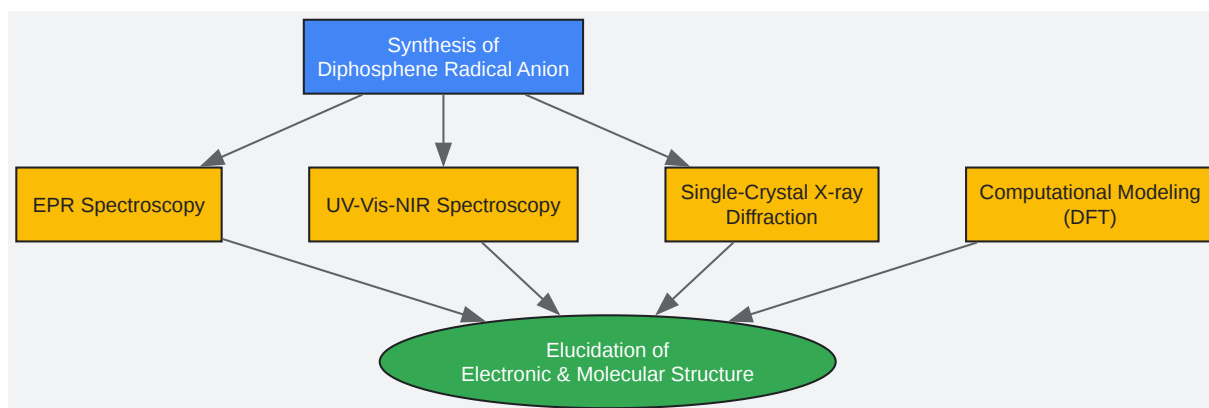 Synthesis of
Diphosphene Radical Anion
EPR Spectroscopy
UV-Vis-NIR Spectroscopy
Single-Crystal X-ray
Diffraction
Computational Modeling
(DFT)
Elucidation of
Electronic & Molecular Structure